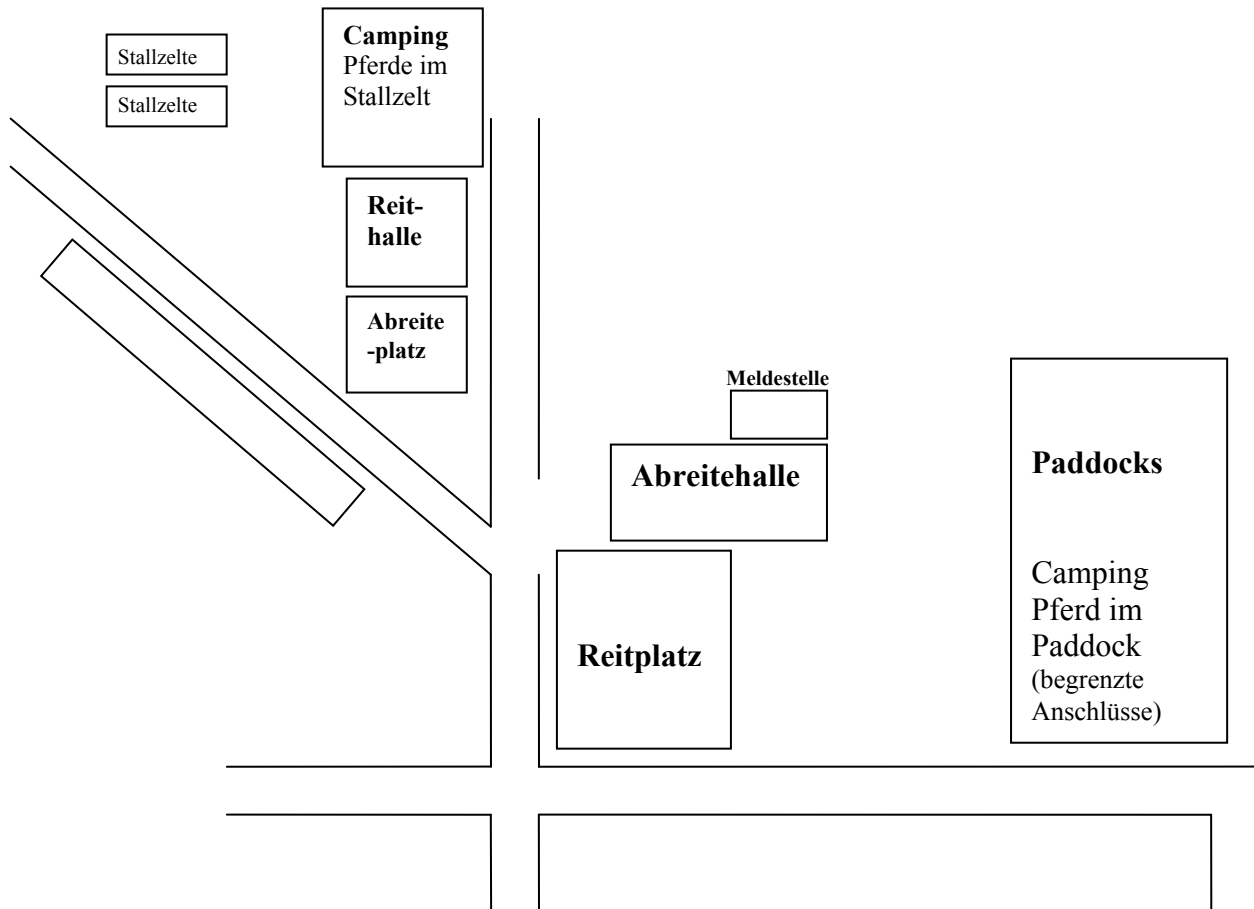 Stallzelte
Stallzelte
Camping
Pferde im
Stallzelt
Reit-
halle
Abreite
-platz
Meldestelle
Abreitehalle
Reitplatz
Paddocks
Camping
Pferd im
Paddock
(begrenzte
Anschlüsse)